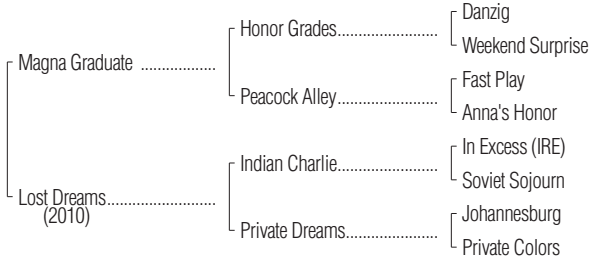 Danzig
Honor Grades........................
Weekend Surprise
Magna Graduate ..................
Fast Play
Peacock Alley........................
Anna's Honor
In Excess (IRE)
Indian Charlie........................
Soviet Sojourn
Lost Dreams..........................
(2010)
Johannesburg
Private Dreams......................
Private Colors